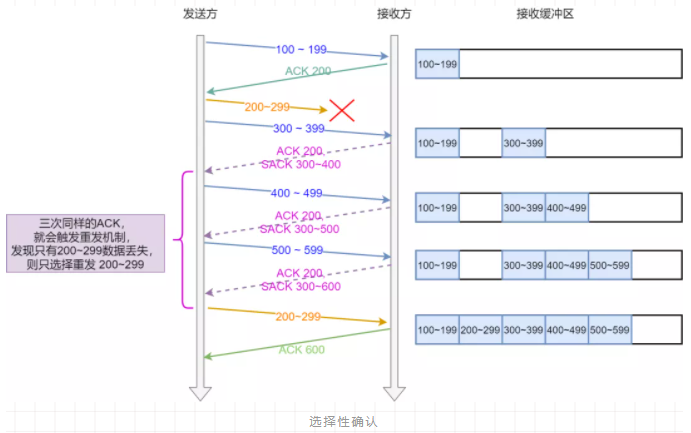 发送方
接收方
接收缓冲区
100 ~ 199
100~199
ACK 200
200~299
300 ~ 399
100~199
300~399
ACK 200
SACK 300~400
400 ~ 499
100~199
300~399
400~499
ACK 200
SACK 300~500
三次同样的ACK，
就会触发重发机制，
发现只有200~299数据丢失，
则只选择重发 200~299
500 ~ 599
100~199
300~399
400~499
500~599
ACK 200
SACK 300~600
200~299
100~199
200~299
300~399
400~499
500~599
ACK 600
选择性确认